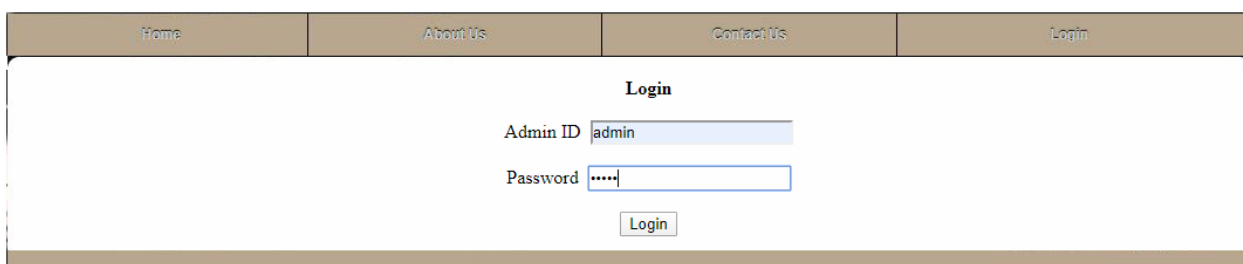 Home About Us Contact Us Login
Login
Admin ID admin
Password •••••
Login